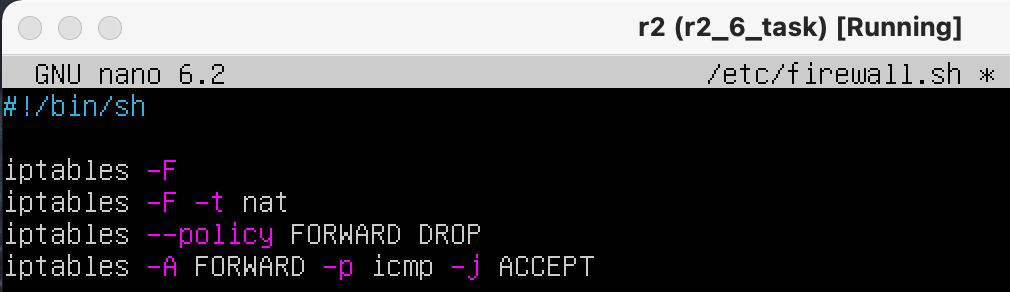 r2 (r2_6_task) [Running]
GNU nano 6.2 /etc/firewall.sh *
#!/bin/sh
iptables -F
iptables -F -t nat
iptables --policy FORWARD DROP
iptables -A FORWARD -p icmp -j ACCEPT